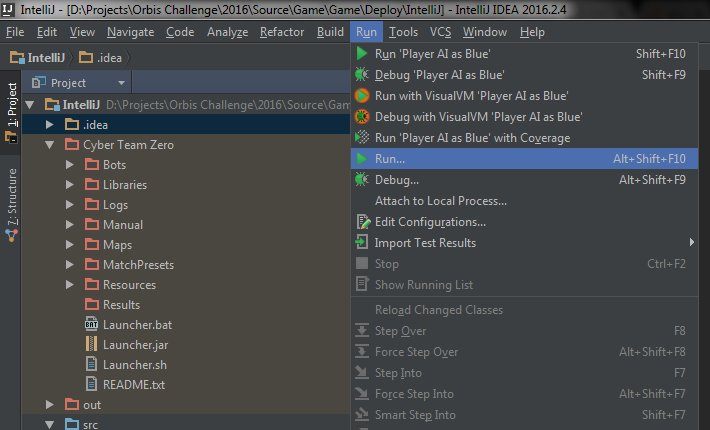 IntelliJ - [D:\Projects\Orbis Challenge\2016\Source\Game\Game\Deploy\IntelliJ] - IntelliJ IDEA 2016.2.4
File Edit View Navigate Code Analyze Refactor Build Run Tools VCS Window Help
IntelliJ .idea
Project
1: Project
7: Structure
IntelliJ D:\Projects\Orbis Challenge\2016\Source\Gam
.idea
Cyber Team Zero
Bots
Libraries
Logs
Manual
Maps
MatchPresets
Resources
Results
BAT Launcher.bat
Launcher.jar
Launcher.sh
README.txt
out
src
Run 'Player AI as Blue' Shift+F10
Debug 'Player AI as Blue' Shift+F9
Run with VisualVM 'Player AI as Blue'
Debug with VisualVM 'Player AI as Blue'
Run 'Player AI as Blue' with Coverage
Run... Alt+Shift+F10
Debug... Alt+Shift+F9
Attach to Local Process...
Edit Configurations...
Import Test Results
Stop Ctrl+F2
Show Running List
Reload Changed Classes
Step Over F8
Force Step Over Alt+Shift+F8
Step Into F7
Force Step Into Alt+Shift+F7
Smart Step Into Shift+F7